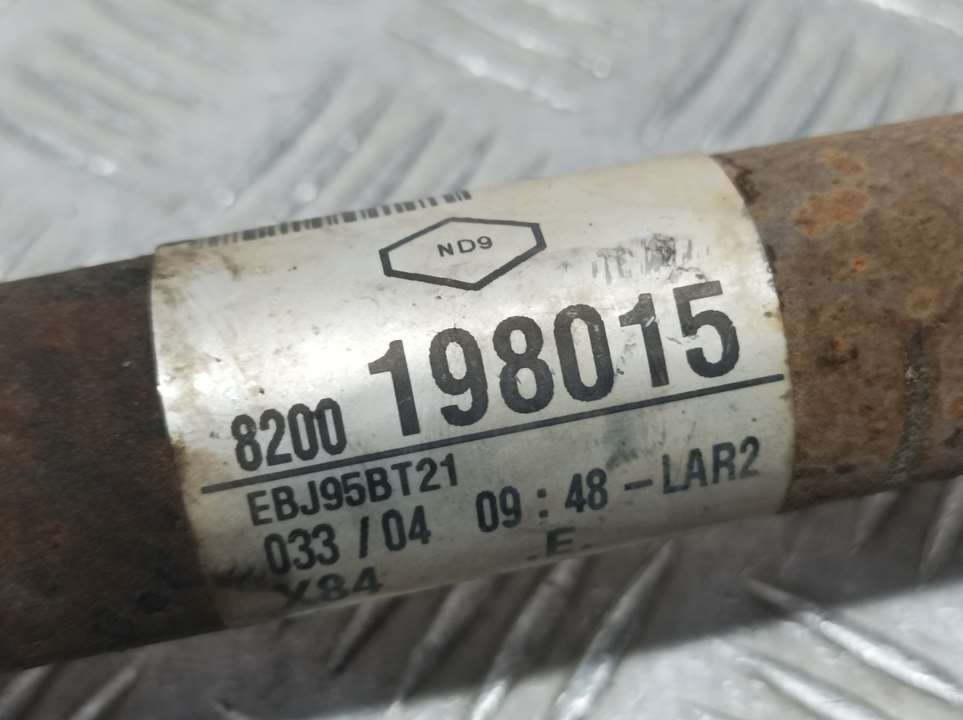 ND9
8200 198015
EBJ95BT21
033 / 04 09 : 48 - LAR2
X84 .E.